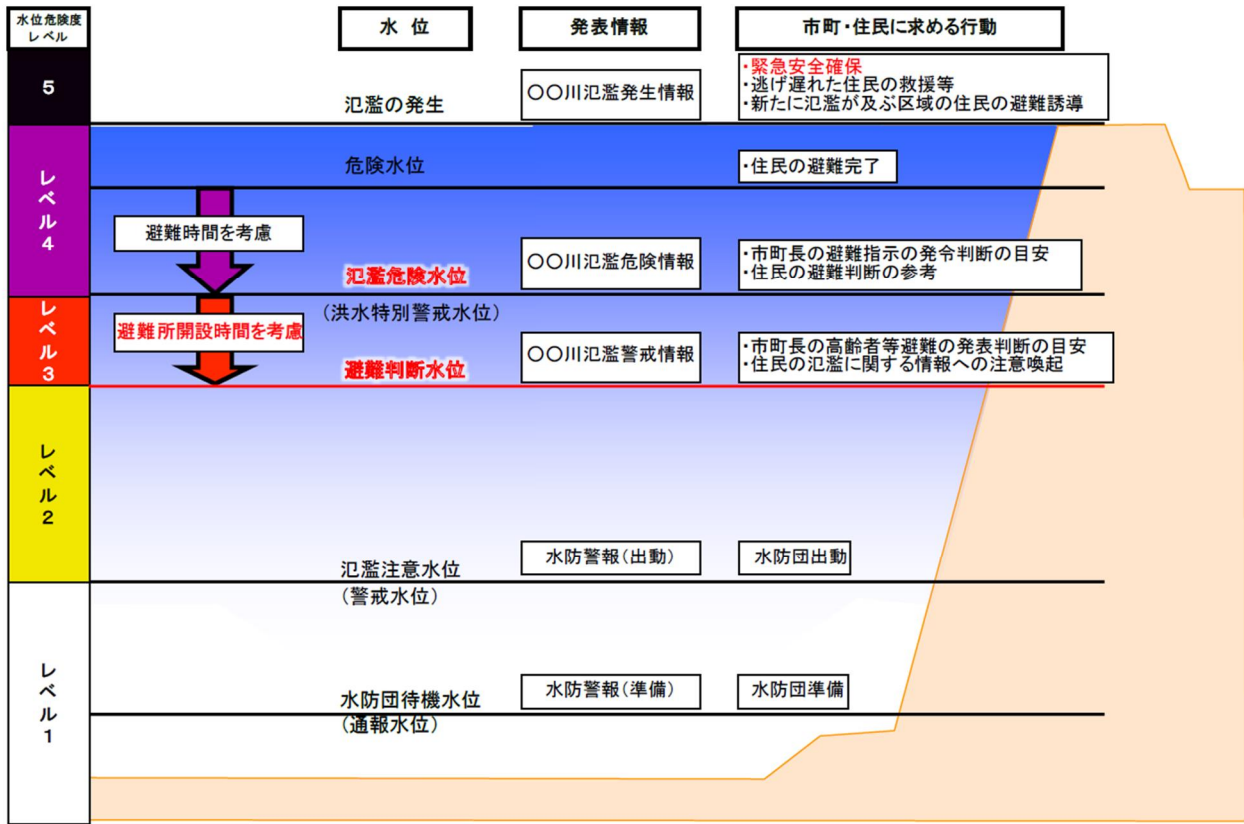 水位危険度
レベル
水 位
発表情報
市町・住民に求める行動
5
氾濫の発生
〇〇川氾濫発生情報
・緊急安全確保
・逃げ遅れた住民の救援等
・新たに氾濫が及ぶ区域の住民の避難誘導
レベル4
危険水位
・住民の避難完了
避難時間を考慮
氾濫危険水位
(洪水特別警戒水位)
〇〇川氾濫危険情報
・市町長の避難指示の発令判断の目安
・住民の避難判断の参考
レベル3
避難所開設時間を考慮
避難判断水位
〇〇川氾濫警戒情報
・市町長の高齢者等避難の発表判断の目安
・住民の氾濫に関する情報への注意喚起
レベル2
氾濫注意水位
(警戒水位)
水防警報(出動)
水防団出動
レベル1
水防団待機水位
(通報水位)
水防警報(準備)
水防団準備